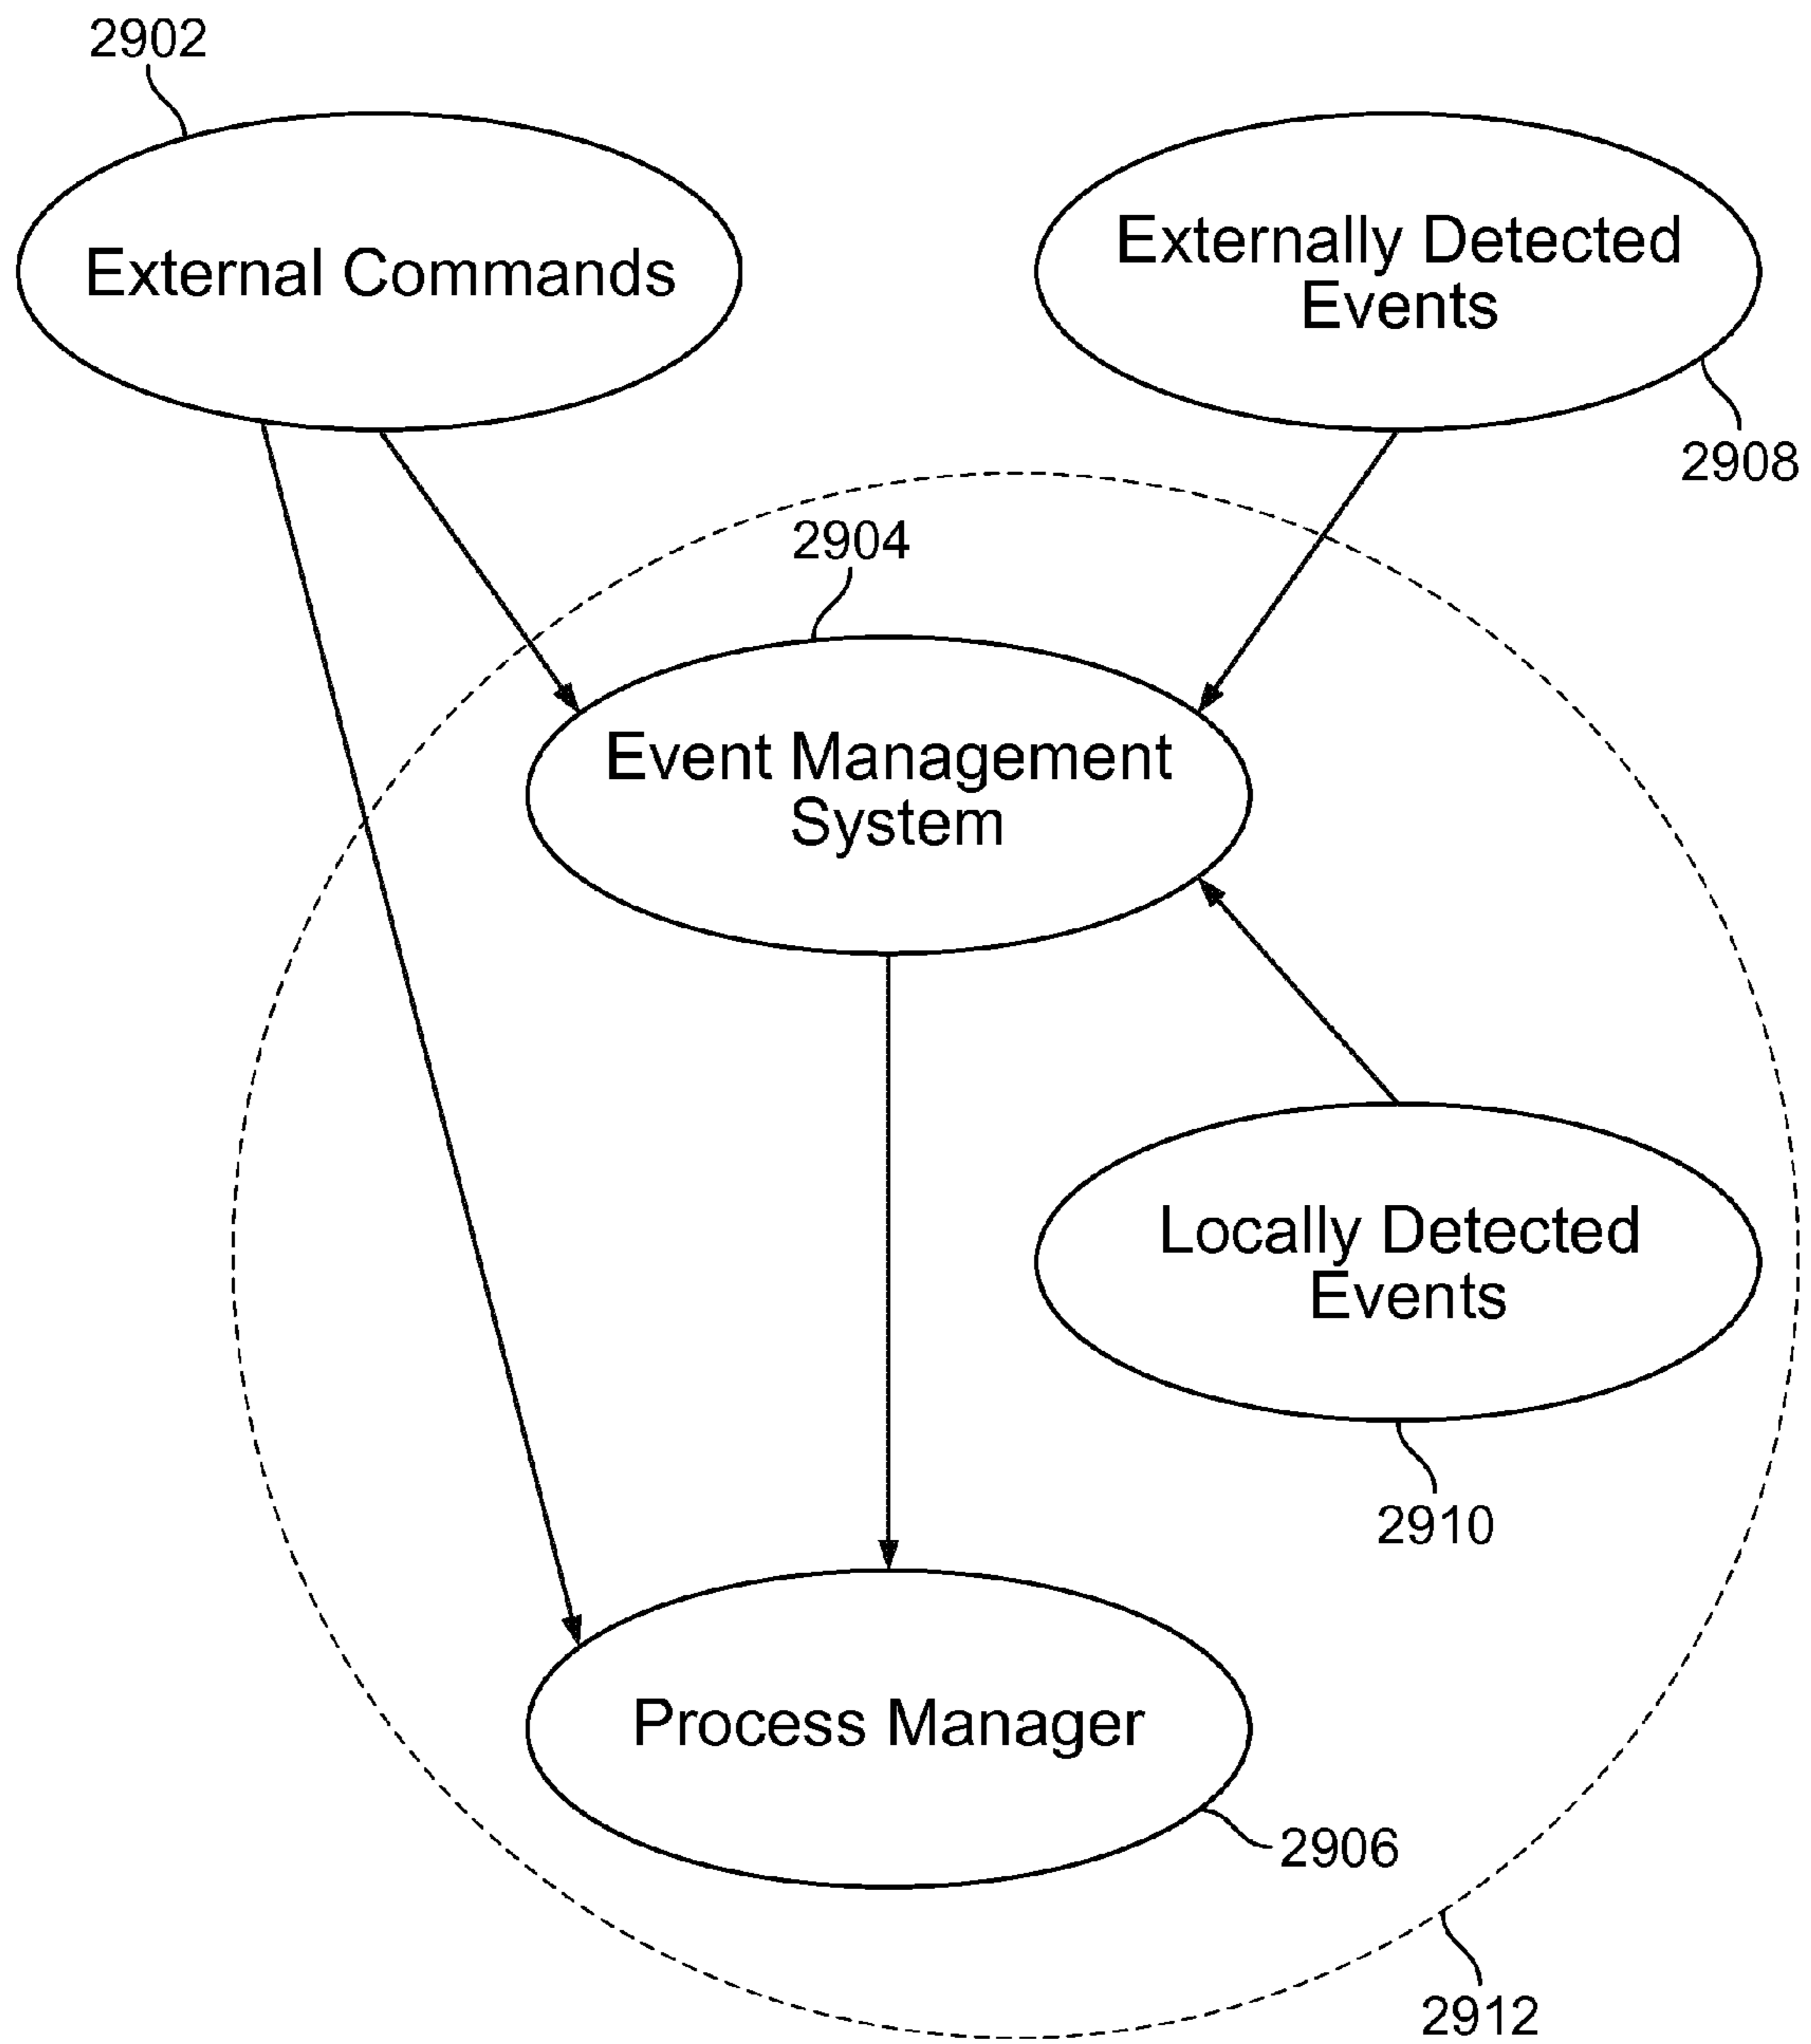 2902
External Commands
Externally Detected
Events
2908
2904
Event Management
System
Locally Detected
Events
2910
Process Manager
2906
2912